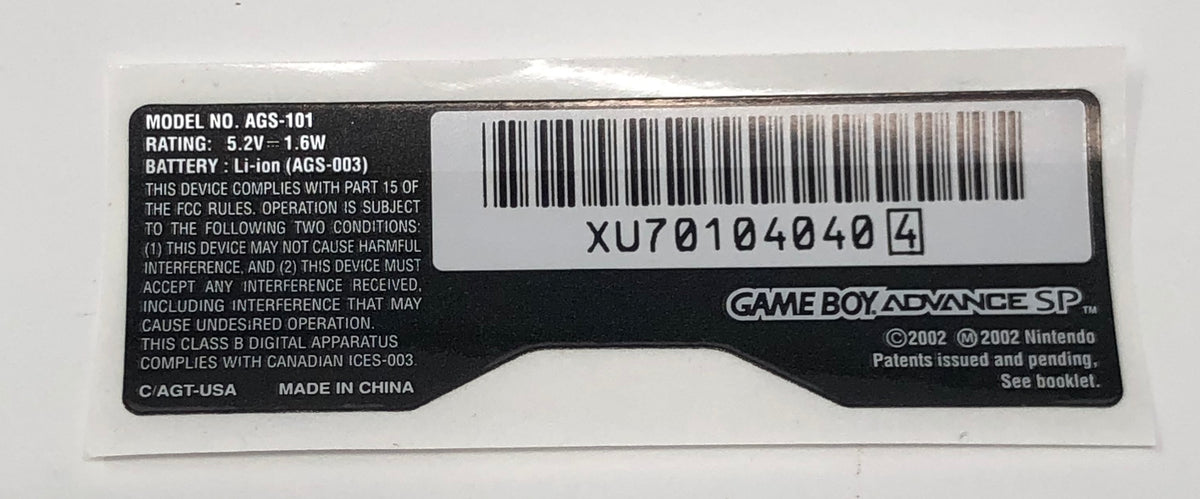 MODEL NO. AGS-101
RATING: 5.2V⎓1.6W
BATTERY : Li-ion (AGS-003)
THIS DEVICE COMPLIES WITH PART 15 OF
THE FCC RULES. OPERATION IS SUBJECT
TO THE FOLLOWING TWO CONDITIONS:
(1) THIS DEVICE MAY NOT CAUSE HARMFUL
INTERFERENCE, AND (2) THIS DEVICE MUST
ACCEPT ANY INTERFERENCE RECEIVED,
INCLUDING INTERFERENCE THAT MAY
CAUSE UNDESIRED OPERATION.
THIS CLASS B DIGITAL APPARATUS
COMPLIES WITH CANADIAN ICES-003.
C/AGT-USA MADE IN CHINA
XU70104040 4
GAME BOY ADVANCE SP™
©2002 Ⓜ2002 Nintendo
Patents issued and pending,
See booklet.